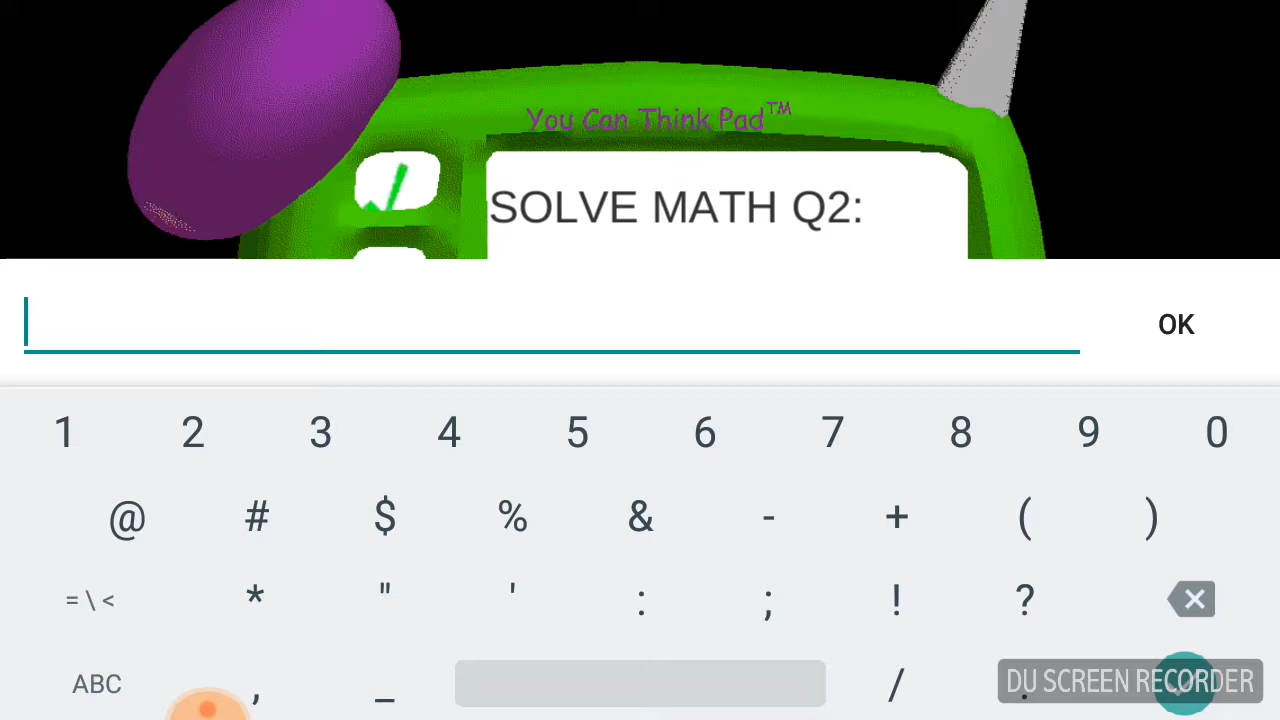 You Can Think Pad™
SOLVE MATH Q2:
OK
1 2 3 4 5 6 7 8 9 0
@ # $ % & - + ( )
= \ < * " ' : ; ! ?
ABC , _ / .
DU SCREEN RECORDER